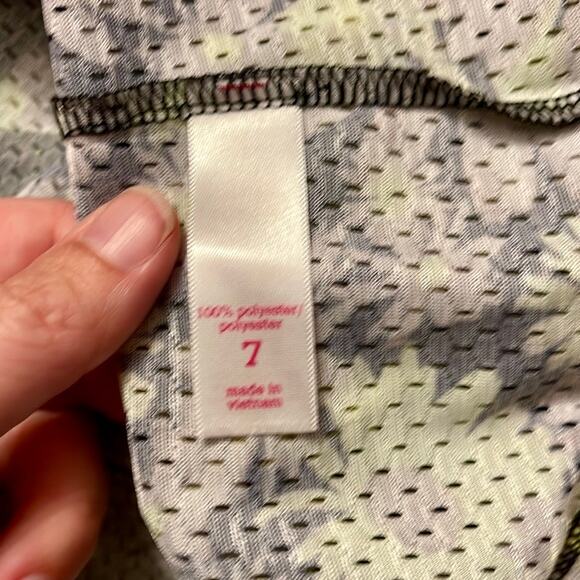 100% polyester/
polyester
7
made in
vietnam